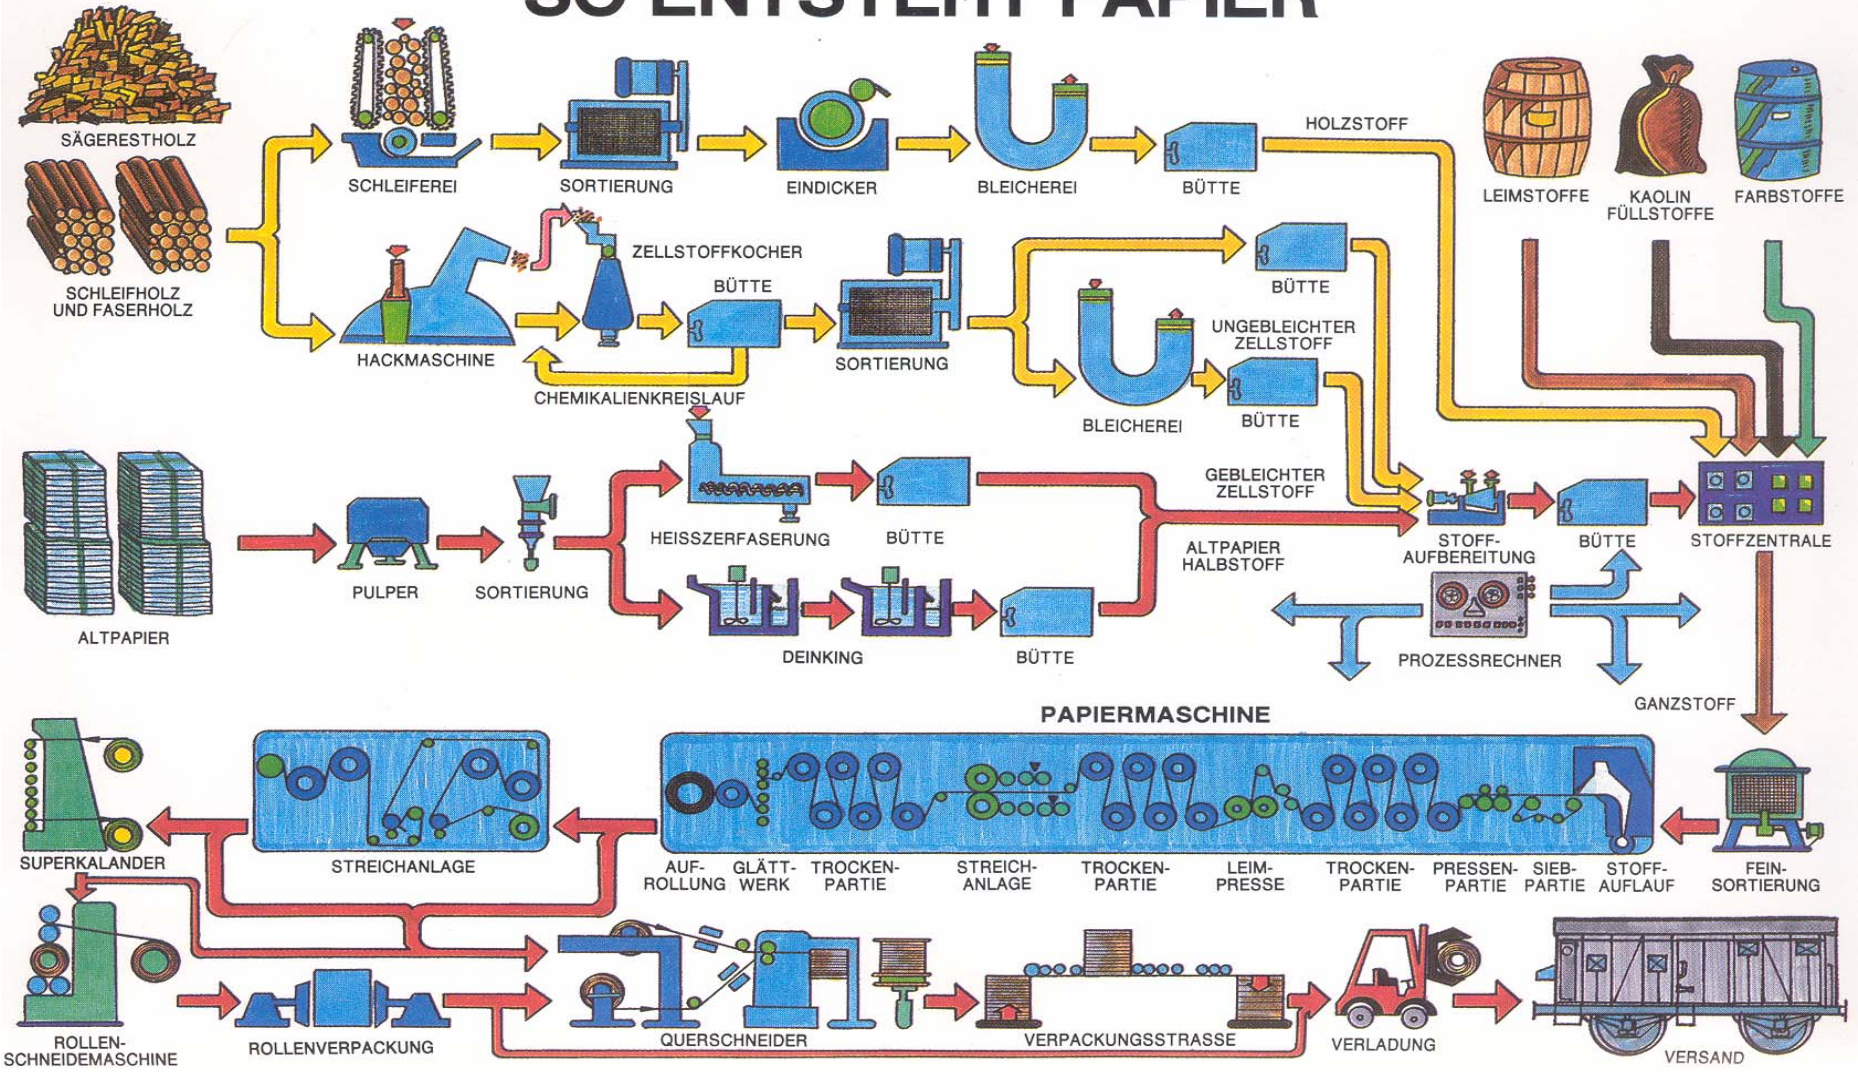 SO ENTSTEHT PAPIER
SÄGERESTHOLZ
SCHLEIFEREI
SORTIERUNG
EINDICKER
BLEICHEREI
BÜTTE
HOLZSTOFF
LEIMSTOFFE
KAOLIN
FÜLLSTOFFE
FARBSTOFFE
SCHLEIFHOLZ
UND FASERHOLZ
HACKMASCHINE
ZELLSTOFFKOCHER
BÜTTE
CHEMIKALIENKREISLAUF
SORTIERUNG
BÜTTE
UNGEBLEICHTER
ZELLSTOFF
BLEICHEREI
BÜTTE
GEBLEICHTER
ZELLSTOFF
ALTPAPIER
PULPER
SORTIERUNG
HEISSZERFASERUNG
BÜTTE
DEINKING
BÜTTE
ALTPAPIER
HALBSTOFF
STOFF-
AUFBEREITUNG
BÜTTE
STOFFZENTRALE
PROZESSRECHNER
GANZSTOFF
PAPIERMASCHINE
SUPERKALANDER
STREICHANLAGE
AUF-
ROLLUNG
GLÄTT-
WERK
TROCKEN-
PARTIE
STREICH-
ANLAGE
TROCKEN-
PARTIE
LEIM-
PRESSE
TROCKEN-
PARTIE
PRESSEN-
PARTIE
SIEB-
PARTIE
STOFF-
AUFLAUF
FEIN-
SORTIERUNG
ROLLEN-
SCHNEIDEMASCHINE
ROLLENVERPACKUNG
QUERSCHNEIDER
VERPACKUNGSSTRASSE
VERLADUNG
VERSAND